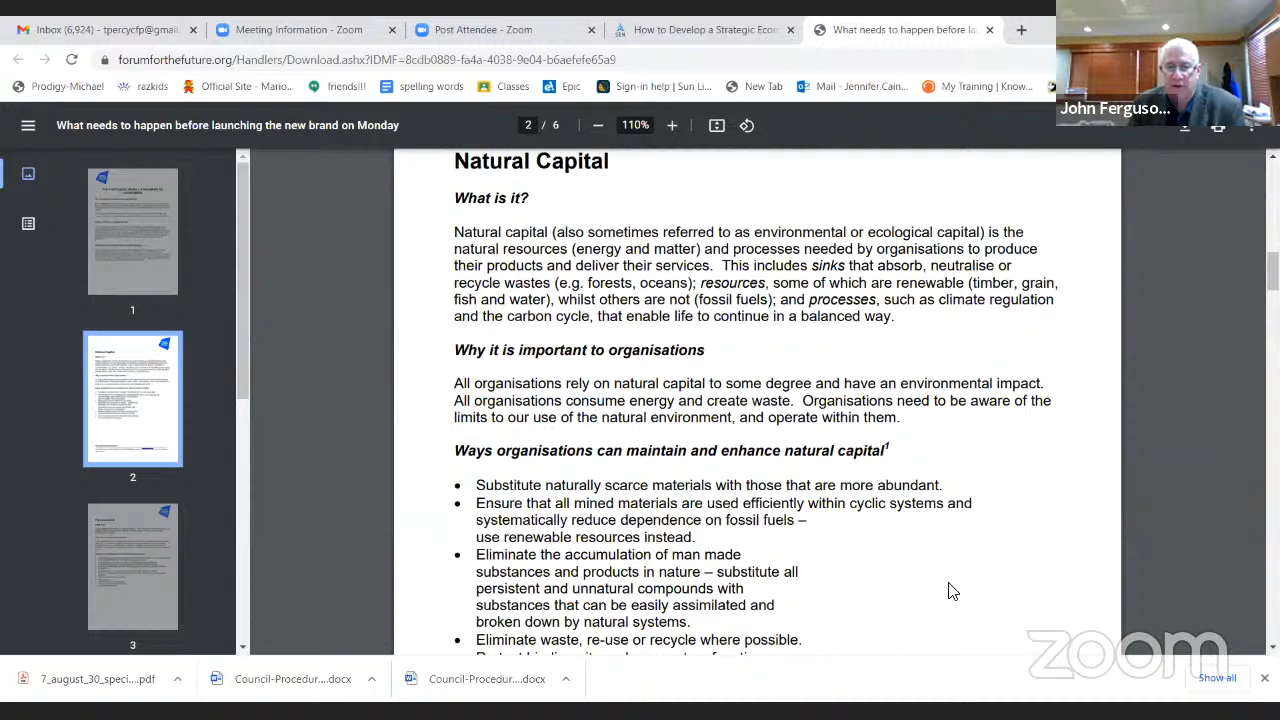 Inbox (6,924) - tpercycfp@gmail.
Meeting Information - Zoom
Post Attendee - Zoom
How to Develop a Strategic Econ
What needs to happen before la
forumforthefuture.org/Handlers/Download.ashx?
Prodigy-Michae
razkids
Official Site - Mario...
friends!!!
spelling words
Classes
Epic
Sign-in help | Sun Li...
New Tab
Mail - Jennifer.Cain...
My Training | Know...
John Ferguso...
What needs to happen before launching the new brand on Monday
2 / 6
110%
Natural Capital
What is it?
Natural capital (also sometimes referred to as environmental or ecological capital) is the
natural resources (energy and matter) and processes needed by organisations to produce
their products and deliver their services. This includes sinks that absorb, neutralise or
recycle wastes (e.g. forests, oceans); resources, some of which are renewable (timber, grain,
fish and water), whilst others are not (fossil fuels); and processes, such as climate regulation
and the carbon cycle, that enable life to continue in a balanced way.
Why it is important to organisations
All organisations rely on natural capital to some degree and have an environmental impact.
All organisations consume energy and create waste. Organisations need to be aware of the
limits to our use of the natural environment, and operate within them.
Ways organisations can maintain and enhance natural capital1
• Substitute naturally scarce materials with those that are more abundant.
• Ensure that all mined materials are used efficiently within cyclic systems and
systematically reduce dependence on fossil fuels –
use renewable resources instead.
• Eliminate the accumulation of man made
substances and products in nature – substitute all
persistent and unnatural compounds with
substances that can be easily assimilated and
broken down by natural systems.
• Eliminate waste, re-use or recycle where possible.
1
2
3
zoom
7_august_30_speci....pdf
Council-Procedur....docx
Council-Procedur....docx
Show all